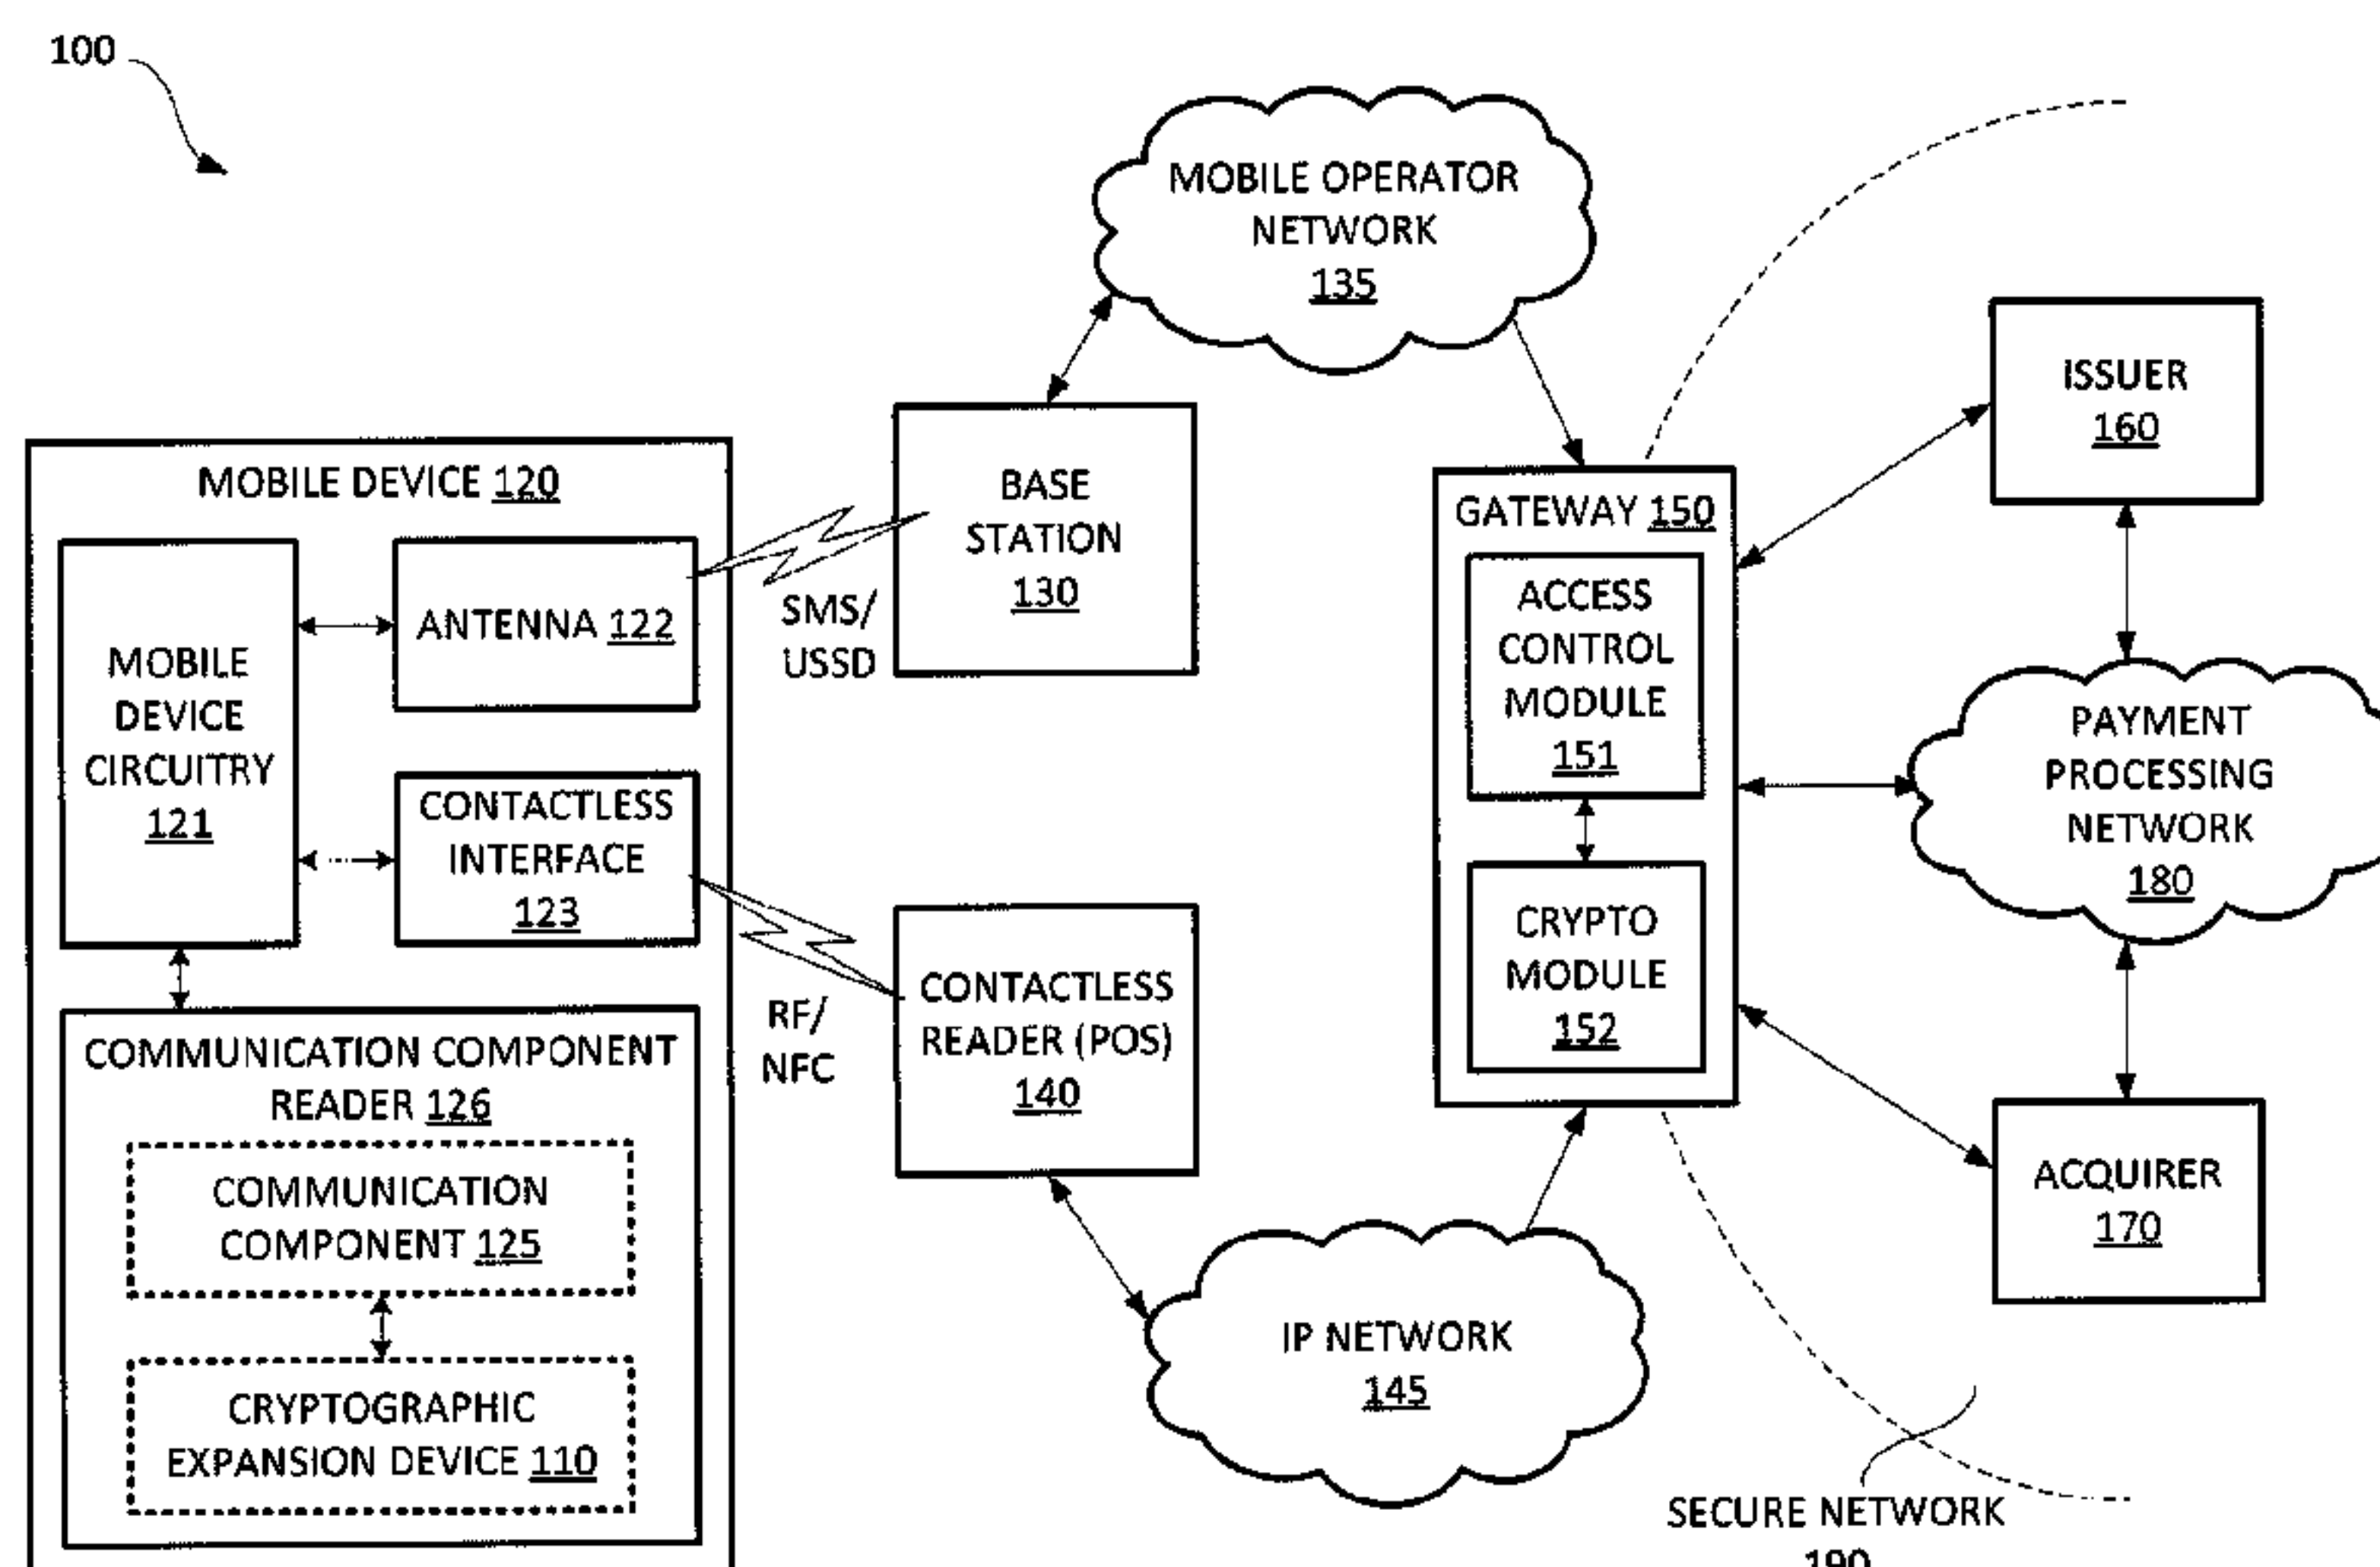 100
MOBILE OPERATOR
NETWORK
135
ISSUER
160
MOBILE DEVICE 120
BASE
STATION
130
GATEWAY 150
ACCESS
CONTROL
MODULE
151
ANTENNA 122
SMS/
USSD
MOBILE
DEVICE
CIRCUITRY
121
CONTACTLESS
INTERFACE
123
PAYMENT
PROCESSING
NETWORK
180
CRYPTO
MODULE
152
CONTACTLESS
READER (POS)
140
RF/
NFC
COMMUNICATION COMPONENT
READER 126
COMMUNICATION
COMPONENT 125
CRYPTOGRAPHIC
EXPANSION DEVICE 110
ACQUIRER
170
IP NETWORK
145
SECURE NETWORK
190